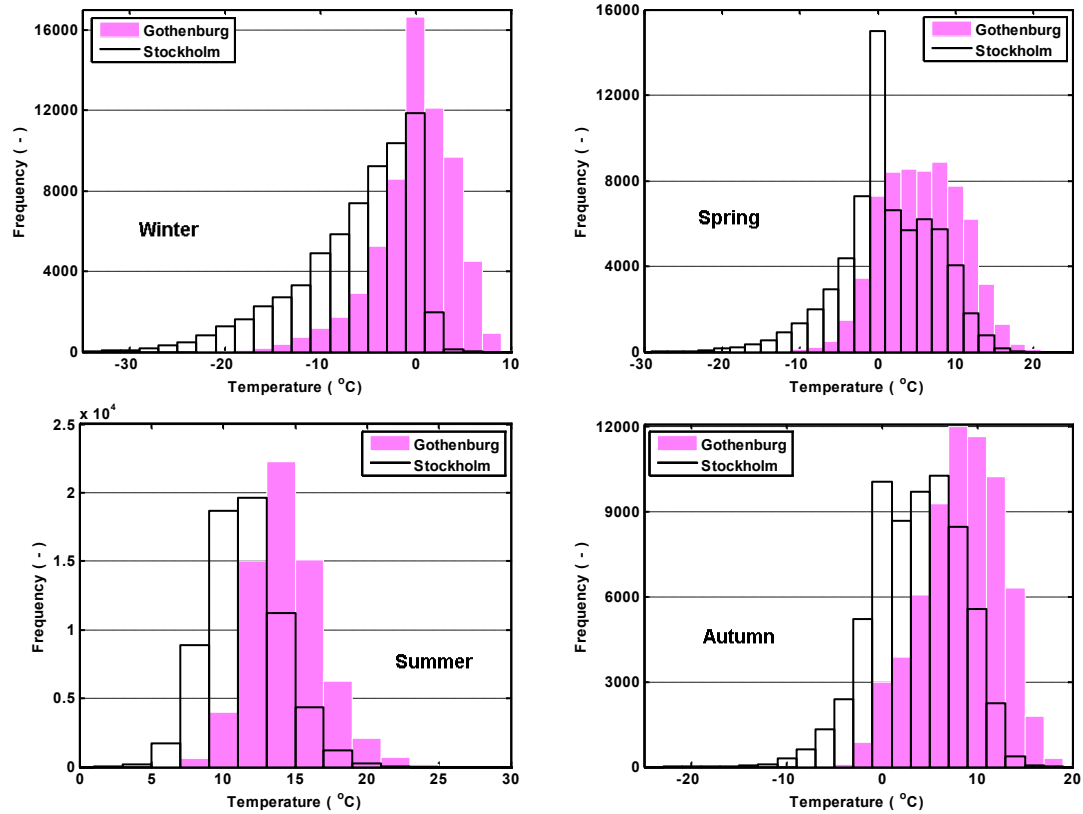 16000
12000
8000
4000
0
Frequency ( - )
Gothenburg
Stockholm
Winter
-30
-20
-10
0
10
Temperature ( °C)
16000
12000
8000
4000
0
Frequency ( - )
Gothenburg
Stockholm
Spring
-30
-20
-10
0
10
20
Temperature ( °C)
x 10⁴
2.5
2
1.5
1
0.5
0
Frequency ( - )
Gothenburg
Stockholm
Summer
0
5
10
15
20
25
30
Temperature ( °C)
12000
9000
6000
3000
0
Frequency ( - )
Gothenburg
Stockholm
Autumn
-20
-10
0
10
20
Temperature ( °C)